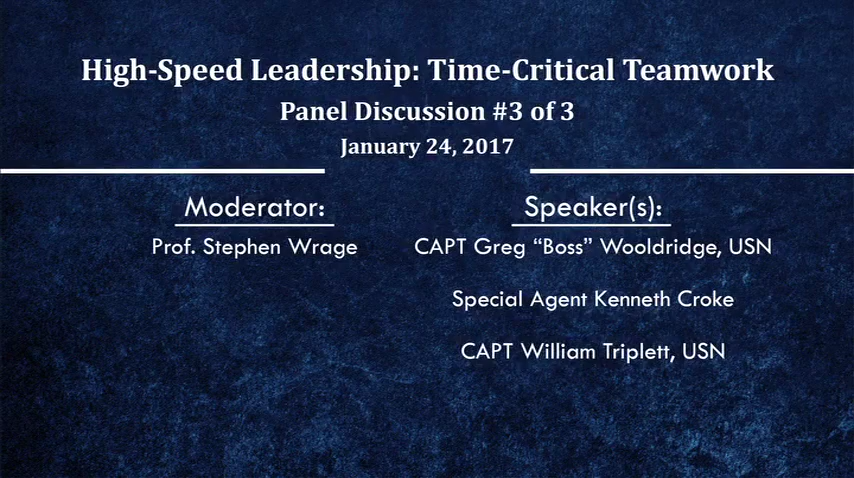 High-Speed Leadership: Time-Critical Teamwork
Panel Discussion #3 of 3
January 24, 2017
Moderator:
Prof. Stephen Wrage
Speaker(s):
CAPT Greg “Boss” Wooldridge, USN
Special Agent Kenneth Croke
CAPT William Triplett, USN